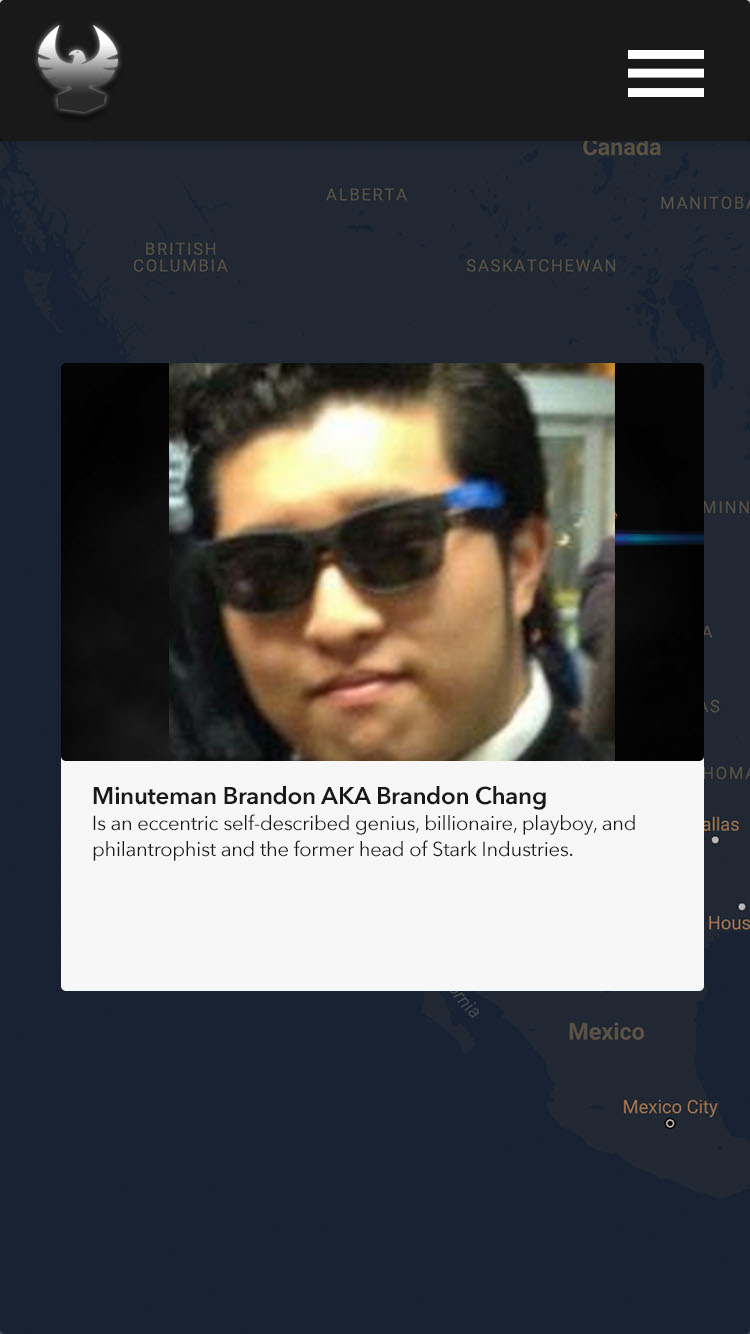 Canada
ALBERTA
MANITOBA
BRITISH
COLUMBIA
SASKATCHEWAN
MINN
A
AS
HOMA
allas
Hous
Minuteman Brandon AKA Brandon Chang
Is an eccentric self-described genius, billionaire, playboy, and
philantrophist and the former head of Stark Industries.
ornia
Mexico
Mexico City